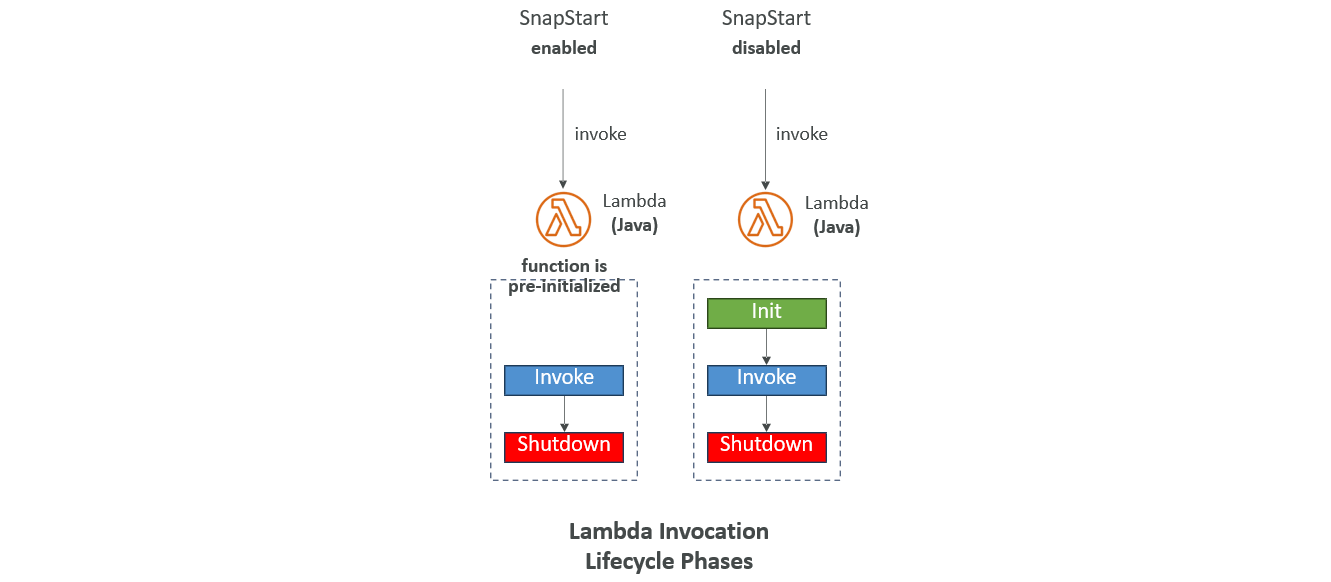 SnapStart
enabled
invoke
Lambda
(Java)
function is
pre-initialized
Invoke
Shutdown
SnapStart
disabled
invoke
Lambda
(Java)
Init
Invoke
Shutdown
Lambda Invocation
Lifecycle Phases